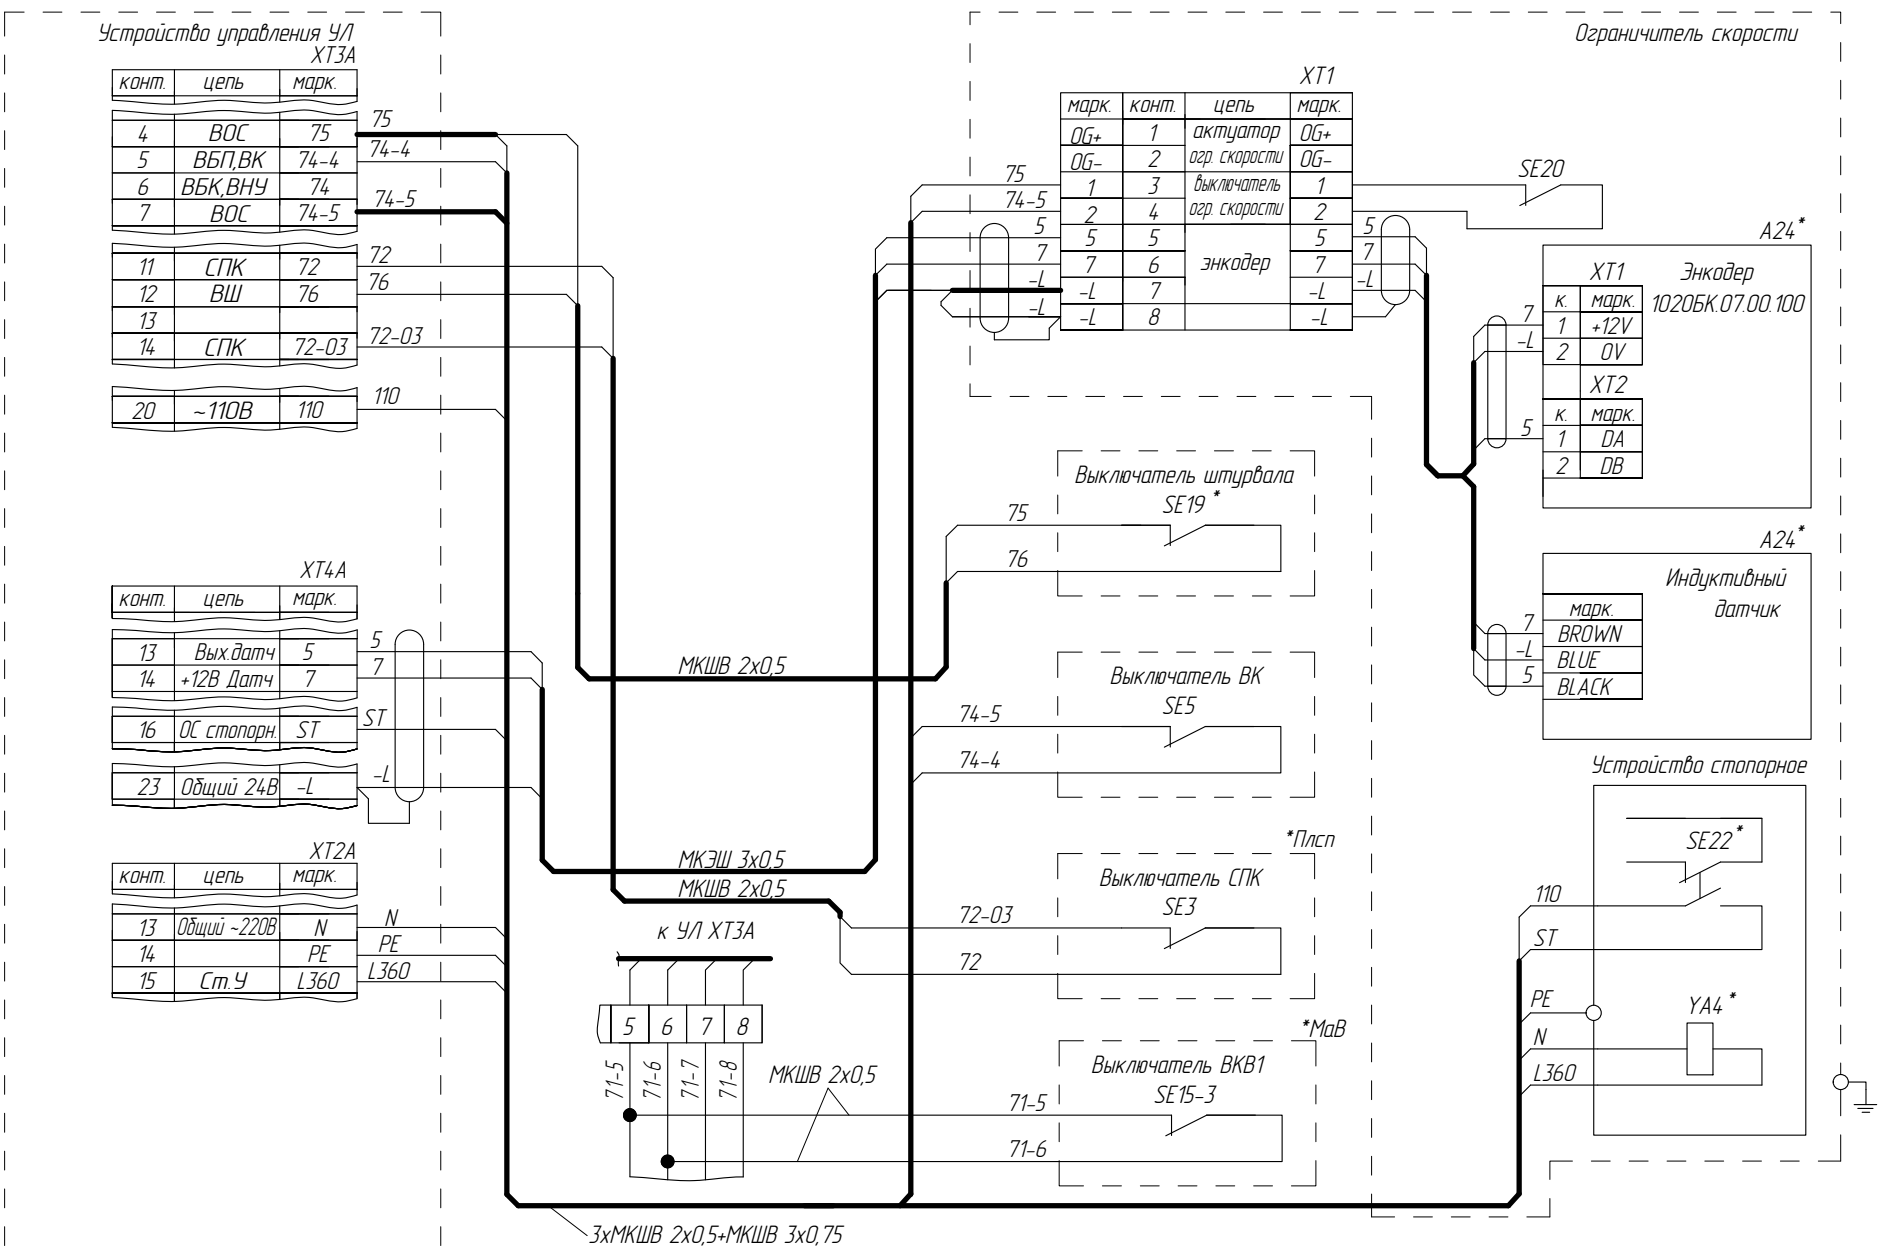 Устройство управления УЛ
ХТ3А
конт. цепь марк.
4 ВОС 75
5 ВБП,ВК 74-4
6 ВБК,ВНУ 74
7 ВОС 74-5
11 СПК 72
12 ВШ 76
13
14 СПК 72-03
20 ~110В 110
75
74-4
74-5
72
76
72-03
110
ХТ4А
конт. цепь марк.
13 Вых.датч 5
14 +12В Датч 7
16 ОС стопорн. ST
23 Общий 24В -L
5
7
ST
-L
ХТ2А
конт. цепь марк.
13 Общий ~220В N
14 PE
15 Ст.У L360
N
PE
L360
МКШВ 2х0,5
МКЭШ 3х0,5
МКШВ 2х0,5
к УЛ ХТ3А
5 6 7 8
71-5 71-6 71-7 71-8
МКШВ 2х0,5
3хМКШВ 2х0,5+МКШВ 3х0,75
Ограничитель скорости
ХТ1
марк. конт. цепь марк.
OG+ 1 актуатор OG+
OG- 2 огр. скорости OG-
1 3 выключатель 1
2 4 огр. скорости 2
5 5 5
7 6 энкодер 7
-L 7 -L
-L 8 -L
75
74-5
5
7
-L
-L
5
7
-L
SE20
А24*
ХТ1 Энкодер
1020БК.07.00.100
к. марк.
1 +12V
2 0V
ХТ2
к. марк.
1 DA
2 DB
7
-L
5
А24*
Индуктивный
датчик
марк.
BROWN
BLUE
BLACK
7
-L
5
Выключатель штурвала
SE19*
75
76
Выключатель ВК
SE5
74-5
74-4
*Плсп
Выключатель СПК
SE3
72-03
72
*МаВ
Выключатель ВКВ1
SE15-3
71-5
71-6
Устройство стопорное
SE22*
110
ST
PE
YA4*
N
L360